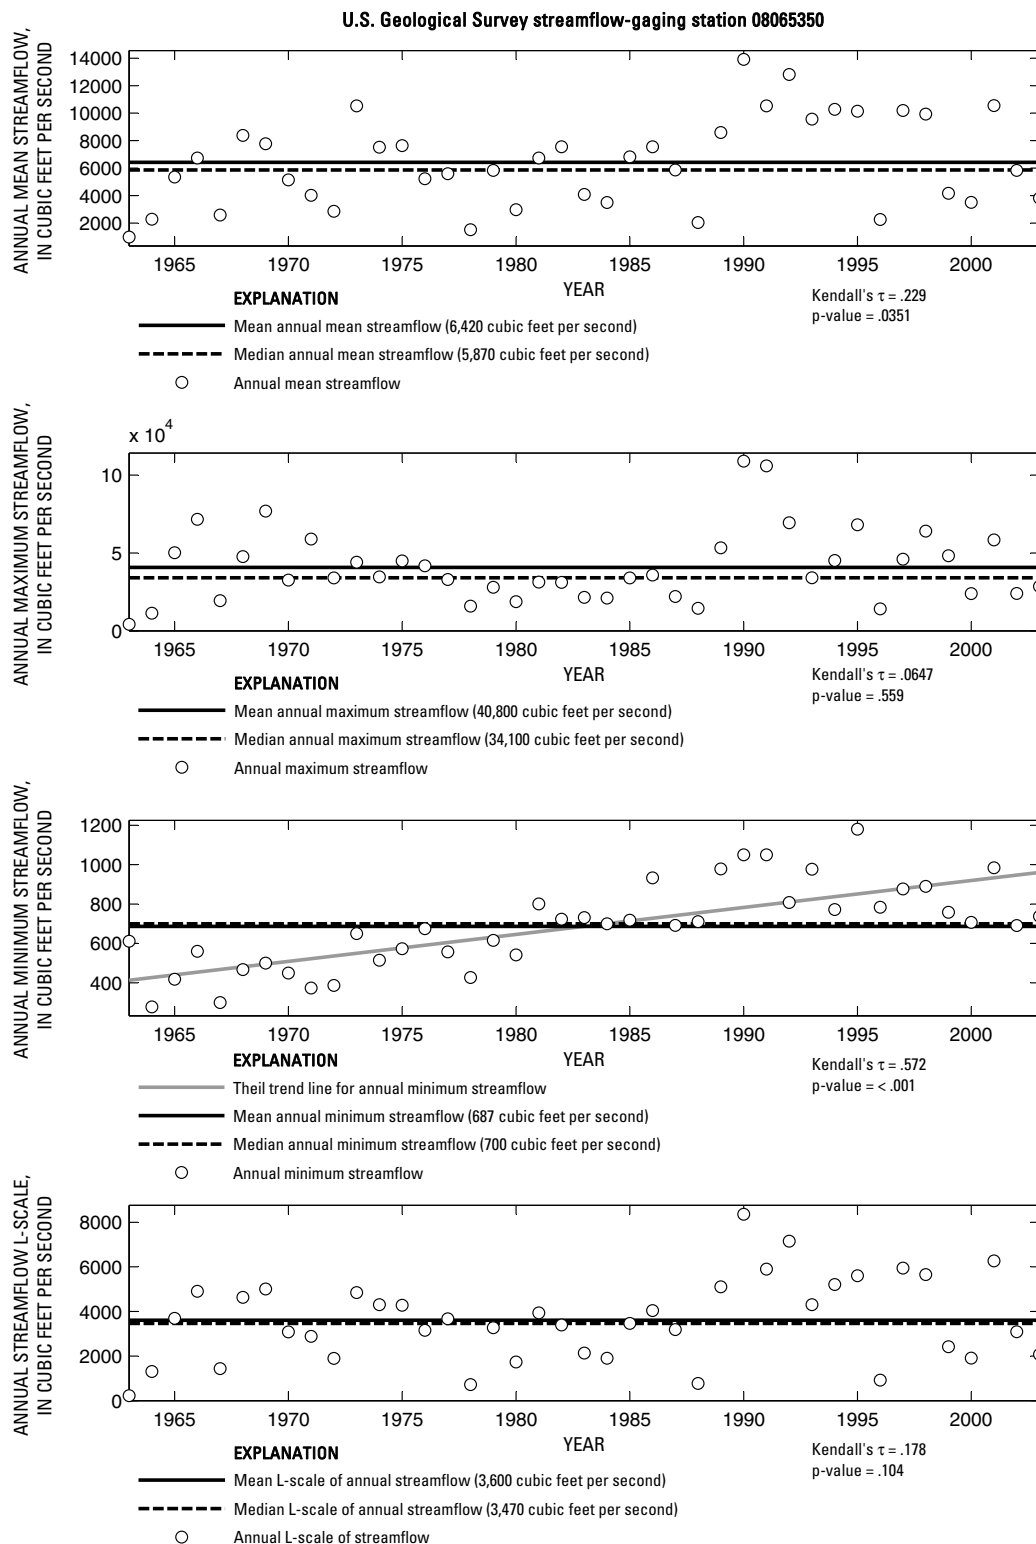 U.S. Geological Survey streamflow-gaging station 08065350
ANNUAL MEAN STREAMFLOW,
IN CUBIC FEET PER SECOND
14000
12000
10000
8000
6000
4000
2000
1965 1970 1975 1980 1985 1990 1995 2000
YEAR
Kendall's τ = .229
p-value = .0351
EXPLANATION
Mean annual mean streamflow (6,420 cubic feet per second)
Median annual mean streamflow (5,870 cubic feet per second)
Annual mean streamflow
ANNUAL MAXIMUM STREAMFLOW,
IN CUBIC FEET PER SECOND
x 10^4
10
5
0
1965 1970 1975 1980 1985 1990 1995 2000
YEAR
Kendall's τ = .0647
p-value = .559
EXPLANATION
Mean annual maximum streamflow (40,800 cubic feet per second)
Median annual maximum streamflow (34,100 cubic feet per second)
Annual maximum streamflow
ANNUAL MINIMUM STREAMFLOW,
IN CUBIC FEET PER SECOND
1200
1000
800
600
400
1965 1970 1975 1980 1985 1990 1995 2000
YEAR
Kendall's τ = .572
p-value = < .001
EXPLANATION
Theil trend line for annual minimum streamflow
Mean annual minimum streamflow (687 cubic feet per second)
Median annual minimum streamflow (700 cubic feet per second)
Annual minimum streamflow
ANNUAL STREAMFLOW L-SCALE,
IN CUBIC FEET PER SECOND
8000
6000
4000
2000
0
1965 1970 1975 1980 1985 1990 1995 2000
YEAR
Kendall's τ = .178
p-value = .104
EXPLANATION
Mean L-scale of annual streamflow (3,600 cubic feet per second)
Median L-scale of annual streamflow (3,470 cubic feet per second)
Annual L-scale of streamflow